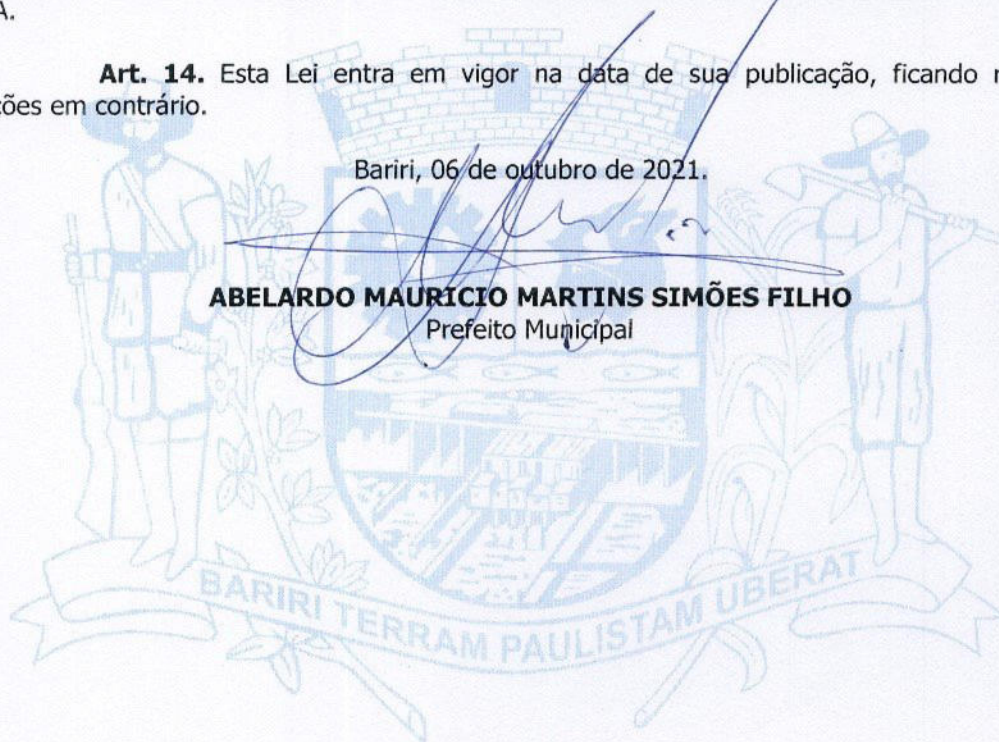 A.
Art. 14. Esta Lei entra em vigor na data de sua publicação, ficando
ções em contrário.
Bariri, 06 de outubro de 2021.
ABELARDO MAURICIO MARTINS SIMÕES FILHO
Prefeito Municipal
BARIRI TERRAM PAULISTAM UBERAT